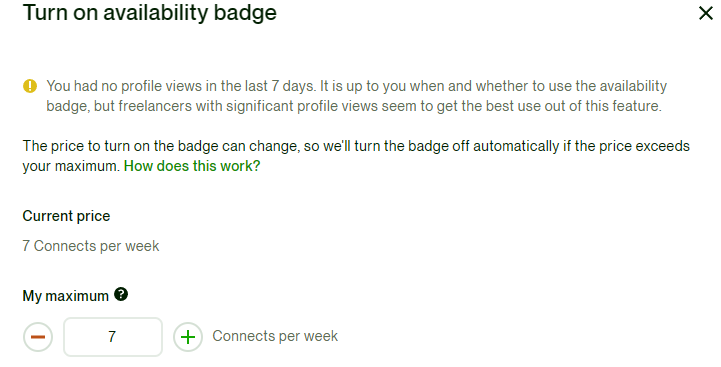 Turn on availability badge
You had no profile views in the last 7 days. It is up to you when and whether to use the availability
badge, but freelancers with significant profile views seem to get the best use out of this feature.
The price to turn on the badge can change, so we'll turn the badge off automatically if the price exceeds
your maximum. How does this work?
Current price
7 Connects per week
My maximum
7 Connects per week